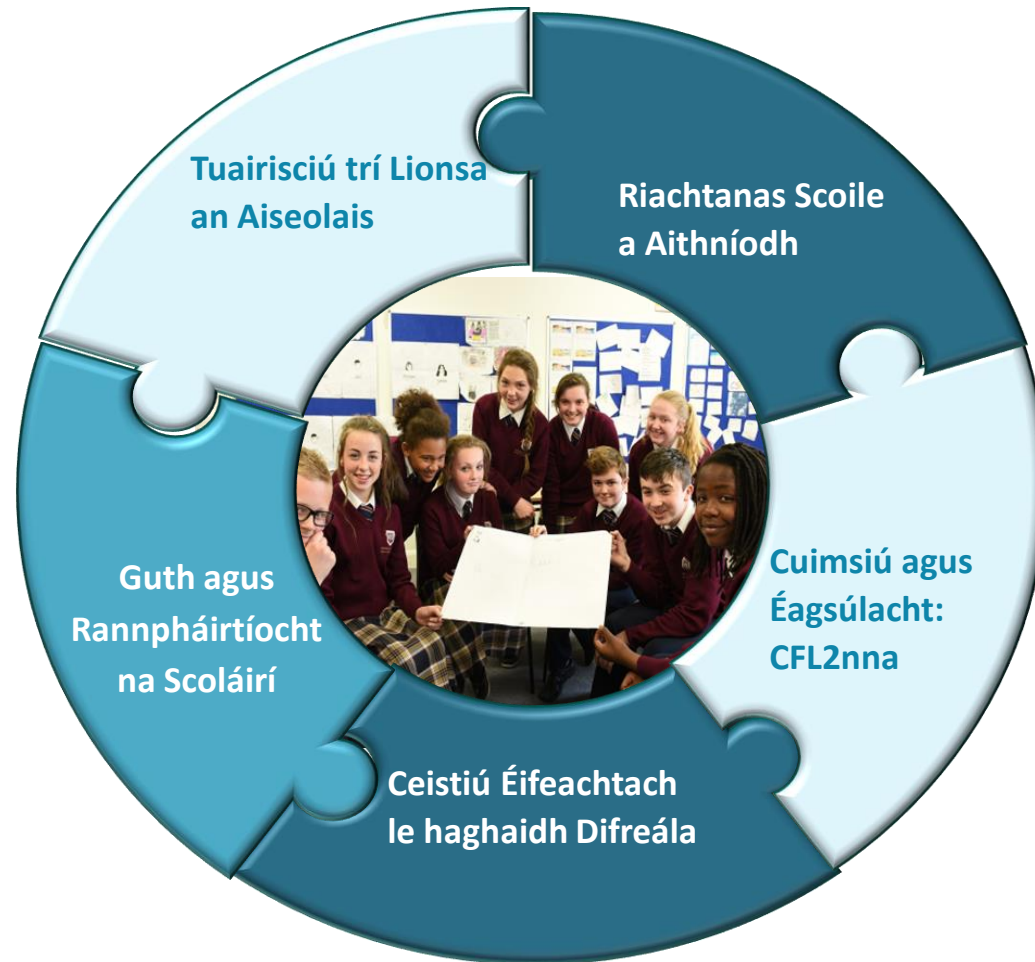 Tuairisciú trí Lionsa
an Aiseolais
Riachtanas Scoile
a Aithníodh
Cuimsiú agus
Éagsúlacht:
CFL2nna
Ceistiú Éifeachtach
le haghaidh Difreála
Guth agus
Rannpháirtíocht
na Scoláirí